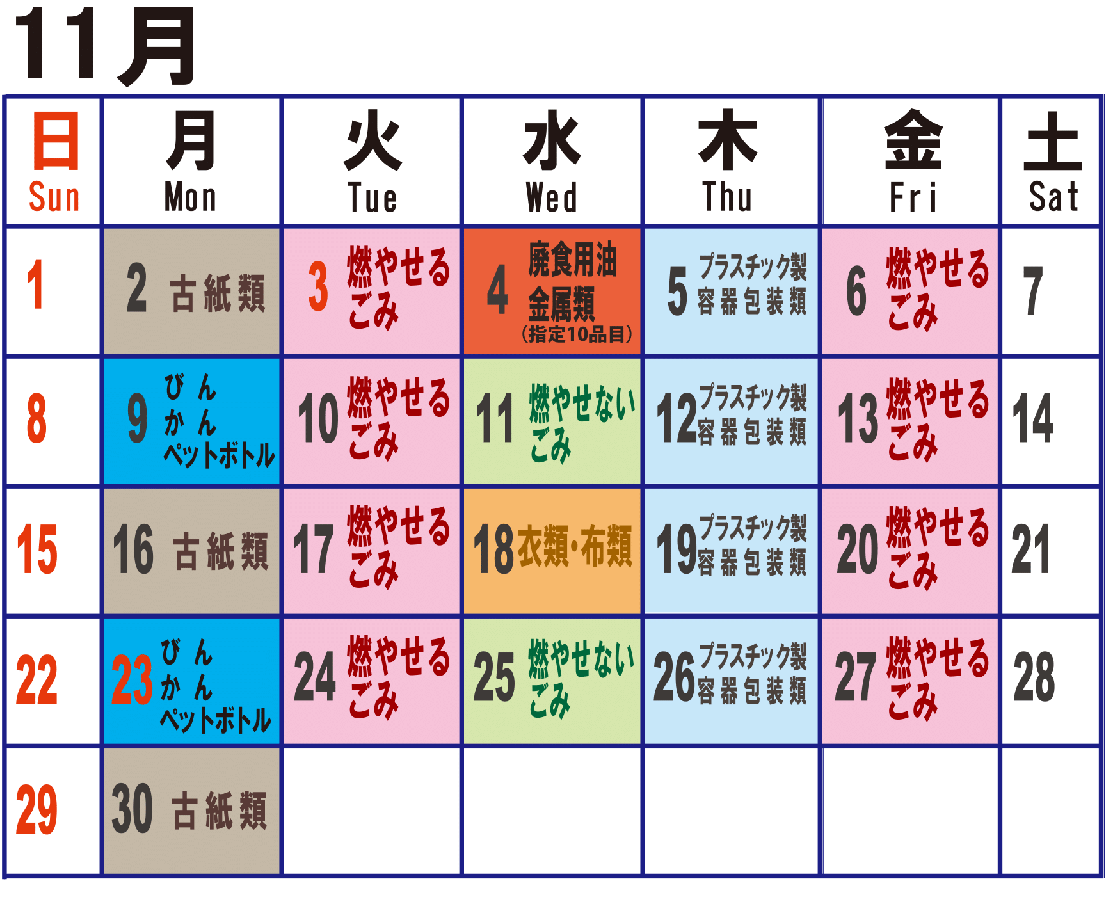 11月
日 月 火 水 木 金 土
Sun Mon Tue Wed Thu Fri Sat
1
2 古紙類
3 燃やせる
ごみ
4 廃食用油
金属類
（指定10品目）
5 プラスチック製
容器包装類
6 燃やせる
ごみ
7
8
9 びん
かん
ペットボトル
10 燃やせる
ごみ
11 燃やせない
ごみ
12 プラスチック製
容器包装類
13 燃やせる
ごみ
14
15
16 古紙類
17 燃やせる
ごみ
18 衣類・布類
19 プラスチック製
容器包装類
20 燃やせる
ごみ
21
22
23 びん
かん
ペットボトル
24 燃やせる
ごみ
25 燃やせない
ごみ
26 プラスチック製
容器包装類
27 燃やせる
ごみ
28
29
30 古紙類